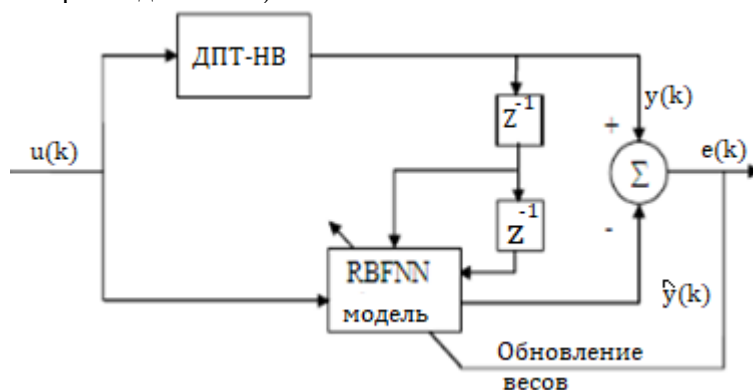 ДПТ-НВ
y(k)
Z⁻¹
+
u(k)
Σ
e(k)
Z⁻¹
-
RBFNN
модель
ŷ(k)
Обновление
весов